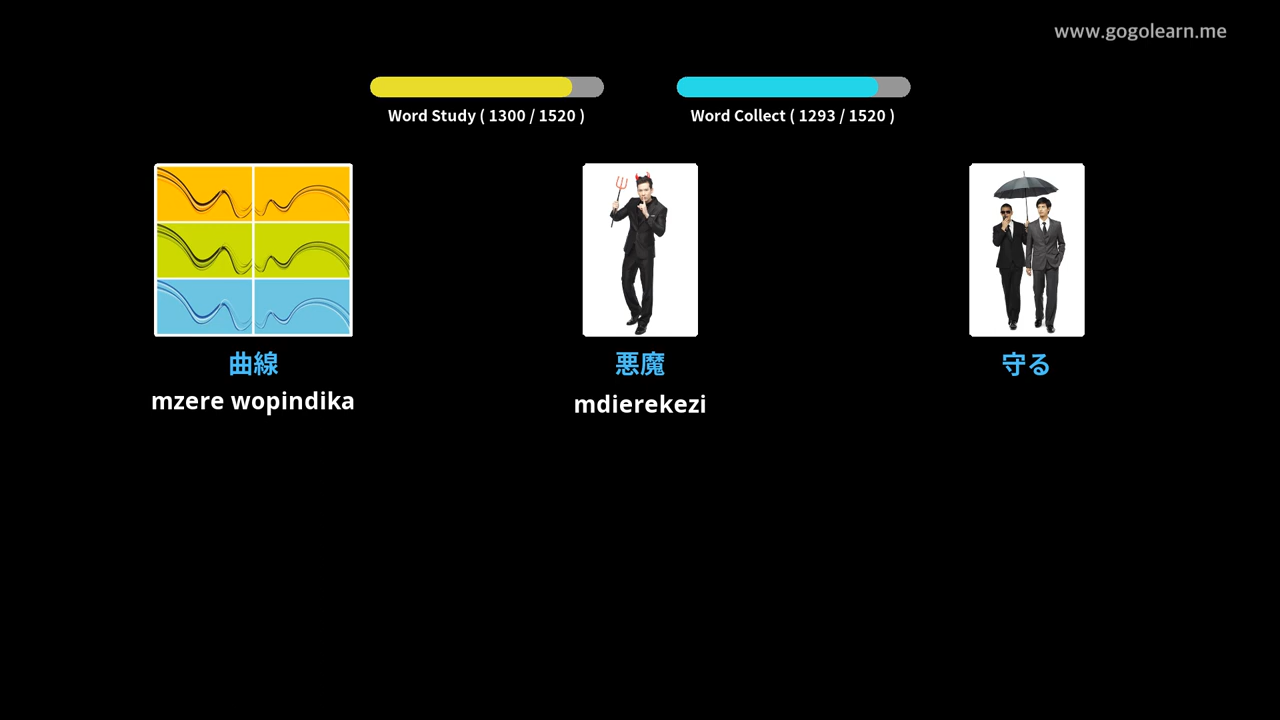 www.gogolearn.me
Word Study ( 1300 / 1520 )
Word Collect ( 1293 / 1520 )
曲線
mzere wopindika
悪魔
mdierekezi
守る